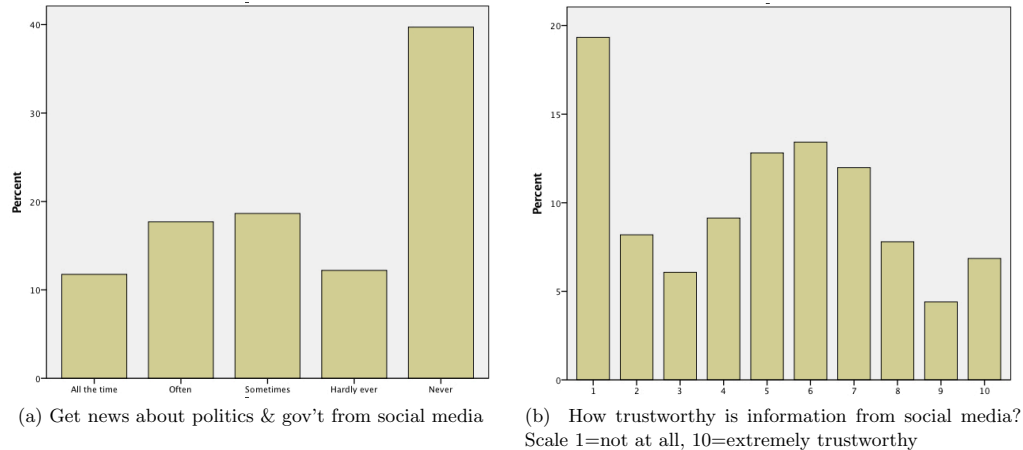 40
30
20
10
0
Percent
All the time
Often
Sometimes
Hardly ever
Never
(a) Get news about politics & gov't from social media
20
15
10
5
0
Percent
1
2
3
4
5
6
7
8
9
10
(b) How trustworthy is information from social media?
Scale 1=not at all, 10=extremely trustworthy